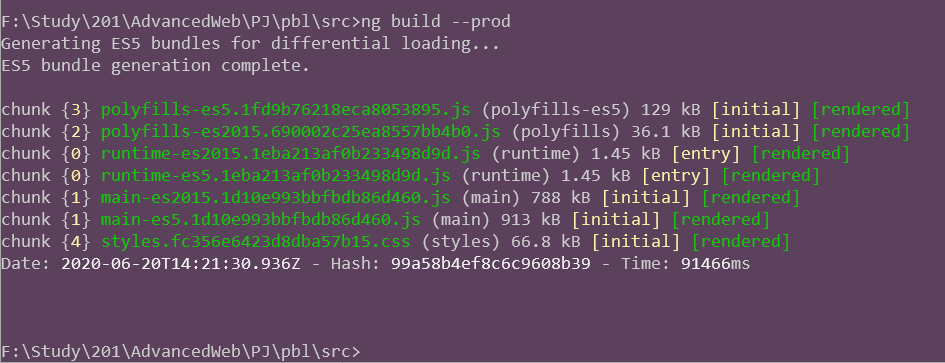 F:\Study\201\AdvancedWeb\PJ\pbl\src>ng build --prod
Generating ES5 bundles for differential loading...
ES5 bundle generation complete.
chunk {3} polyfills-es5.1fd9b76218eca8053895.js (polyfills-es5) 129 kB [initial] [rendered]
chunk {2} polyfills-es2015.690002c25ea8557bb4b0.js (polyfills) 36.1 kB [initial] [rendered]
chunk {0} runtime-es2015.1eba213af0b233498d9d.js (runtime) 1.45 kB [entry] [rendered]
chunk {0} runtime-es5.1eba213af0b233498d9d.js (runtime) 1.45 kB [entry] [rendered]
chunk {1} main-es2015.1d10e993bbfbdb86d460.js (main) 788 kB [initial] [rendered]
chunk {1} main-es5.1d10e993bbfbdb86d460.js (main) 913 kB [initial] [rendered]
chunk {4} styles.fc356e6423d8dba57b15.css (styles) 66.8 kB [initial] [rendered]
Date: 2020-06-20T14:21:30.936Z - Hash: 99a58b4ef8c6c9608b39 - Time: 91466ms
F:\Study\201\AdvancedWeb\PJ\pbl\src>